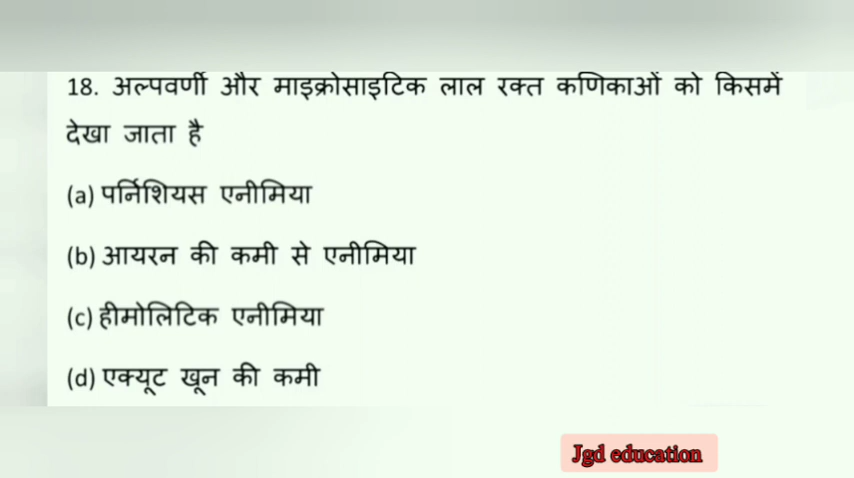 18. अल्पवर्णी और माइक्रोसाइटिक लाल रक्त कणिकाओं को किसमें
देखा जाता है
(a) पर्निशियस एनीमिया
(b) आयरन की कमी से एनीमिया
(c) हीमोलिटिक एनीमिया
(d) एक्यूट खून की कमी
Jgd education